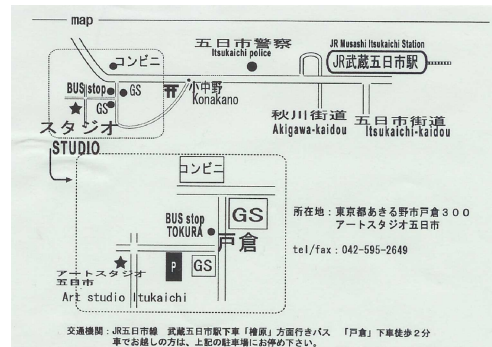 map
JR Musashi Itsukaichi Station
五日市警察
Itsukaichi police
コンビニ
JR武蔵五日市駅
BUS stop
GS
小中野
Konakano
GS
秋川街道
Akigawa-kaidou
五日市街道
Itsukaichi-kaidou
スタジオ
STUDIO
コンビニ
GS
BUS stop
TOKURA
戸倉
所在地：東京都あきる野市戸倉３００
アートスタジオ五日市
tel/fax：042-595-2649
P
GS
アートスタジオ
五日市
Art studio Itukaichi
交通機関：JR五日市線　武蔵五日市駅下車「檜原」方面行きバス　「戸倉」下車徒歩２分
車でお越しの方は、上記の駐車場にお停め下さい。